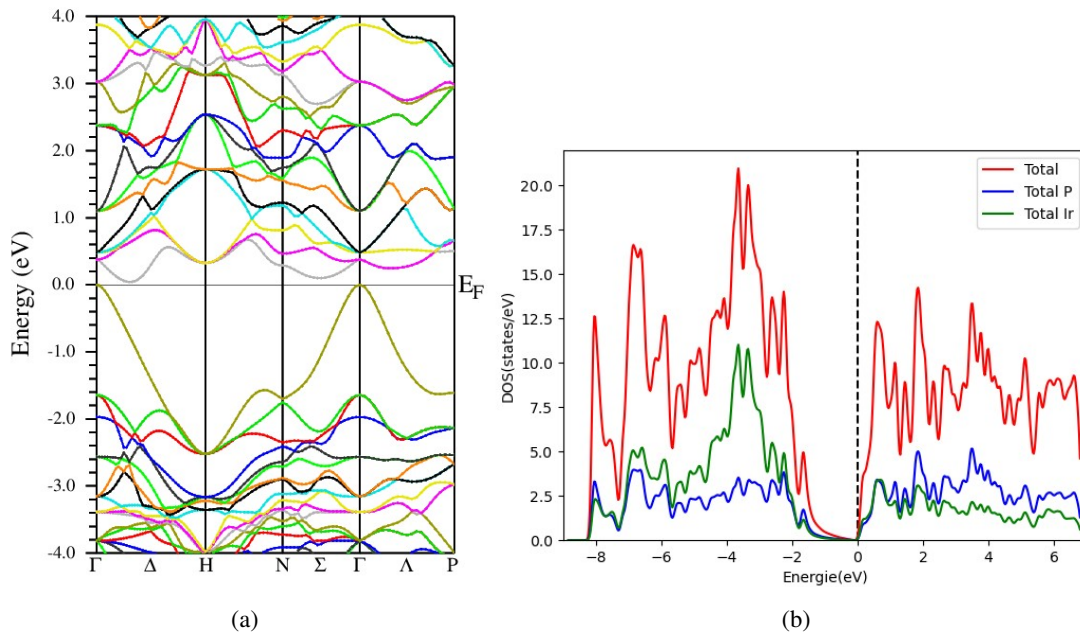 Energy (eV)
4.0
3.0
2.0
1.0
0.0
-1.0
-2.0
-3.0
-4.0
Γ Δ H N Σ Γ Λ P
E_F
(a)
DOS(states/eV)
20.0
17.5
15.0
12.5
10.0
7.5
5.0
2.5
0.0
Total
Total P
Total Ir
−8 −6 −4 −2 0 2 4 6
Energie(eV)
(b)